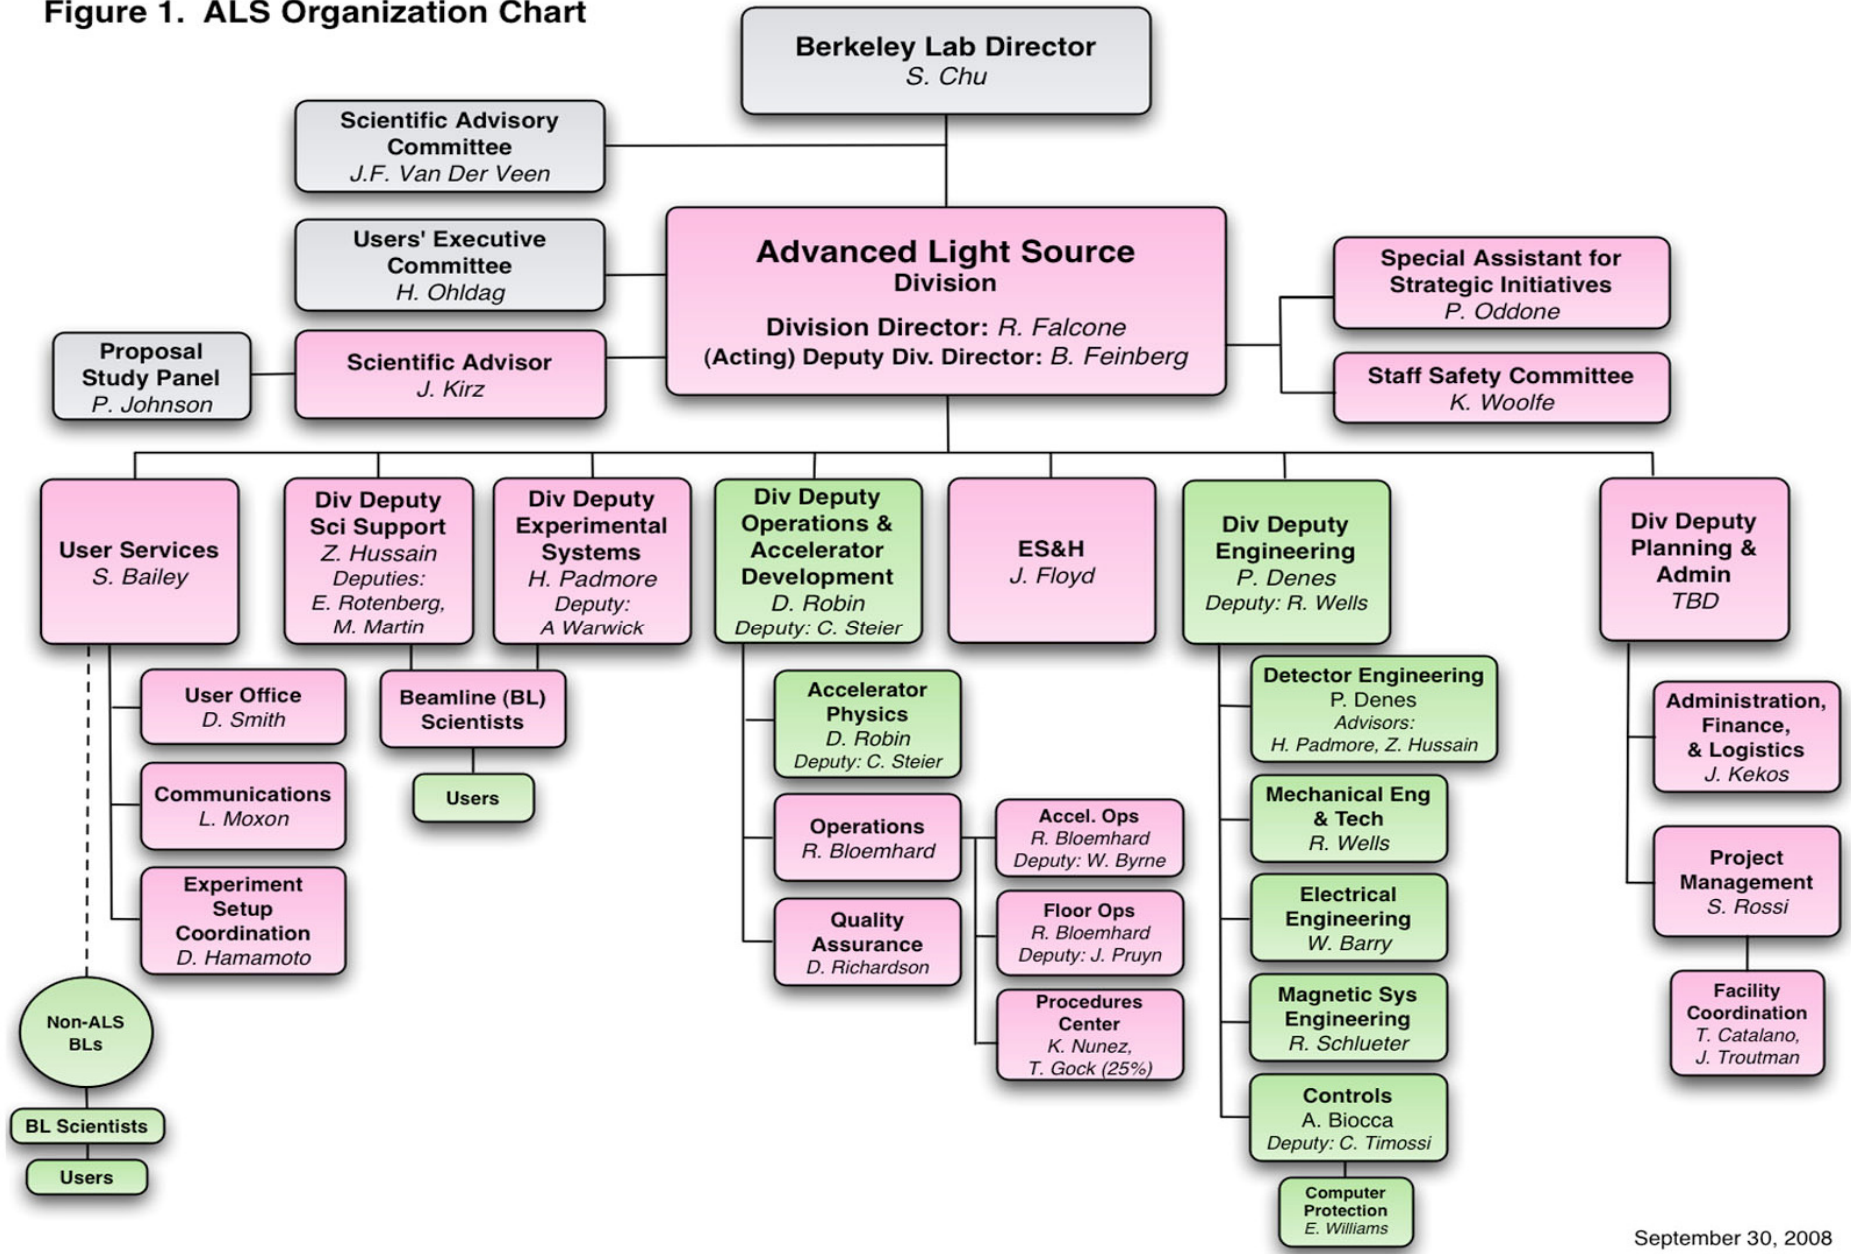 Figure 1.  ALS Organization Chart
Berkeley Lab Director
S. Chu
Scientific Advisory
Committee
J.F. Van Der Veen
Users' Executive
Committee
H. Ohldag
Advanced Light Source
Division
Division Director: R. Falcone
(Acting) Deputy Div. Director: B. Feinberg
Special Assistant for
Strategic Initiatives
P. Oddone
Proposal
Study Panel
P. Johnson
Scientific Advisor
J. Kirz
Staff Safety Committee
K. Woolfe
User Services
S. Bailey
Div Deputy
Sci Support
Z. Hussain
Deputies:
E. Rotenberg,
M. Martin
Div Deputy
Experimental
Systems
H. Padmore
Deputy:
A Warwick
Div Deputy
Operations &
Accelerator
Development
D. Robin
Deputy: C. Steier
ES&H
J. Floyd
Div Deputy
Engineering
P. Denes
Deputy: R. Wells
Div Deputy
Planning &
Admin
TBD
User Office
D. Smith
Communications
L. Moxon
Experiment
Setup
Coordination
D. Hamamoto
Non-ALS
BLs
BL Scientists
Users
Beamline (BL)
Scientists
Users
Accelerator
Physics
D. Robin
Deputy: C. Steier
Operations
R. Bloemhard
Quality
Assurance
D. Richardson
Accel. Ops
R. Bloemhard
Deputy: W. Byrne
Floor Ops
R. Bloemhard
Deputy: J. Pruyn
Procedures
Center
K. Nunez,
T. Gock (25%)
Detector Engineering
P. Denes
Advisors:
H. Padmore, Z. Hussain
Mechanical Eng
& Tech
R. Wells
Electrical
Engineering
W. Barry
Magnetic Sys
Engineering
R. Schlueter
Controls
A. Biocca
Deputy: C. Timossi
Computer
Protection
E. Williams
Administration,
Finance,
& Logistics
J. Kekos
Project
Management
S. Rossi
Facility
Coordination
T. Catalano,
J. Troutman
September 30, 2008